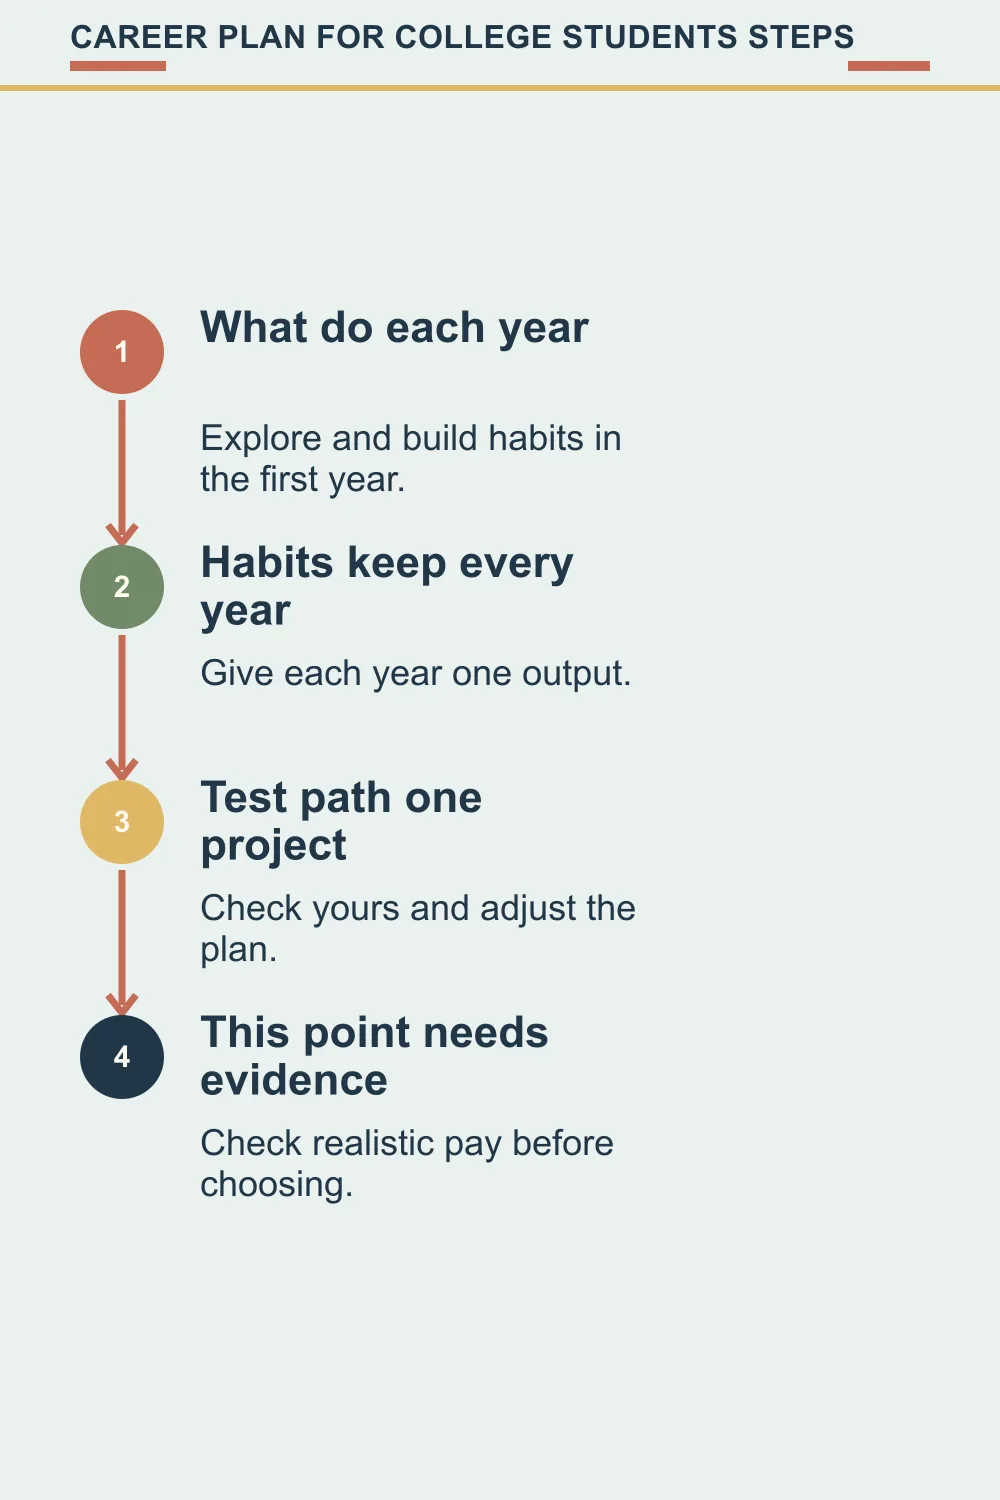 CAREER PLAN FOR COLLEGE STUDENTS STEPS
1
What do each year
Explore and build habits in
the first year.
2
Habits keep every
year
Give each year one output.
3
Test path one
project
Check yours and adjust the
plan.
4
This point needs
evidence
Check realistic pay before
choosing.